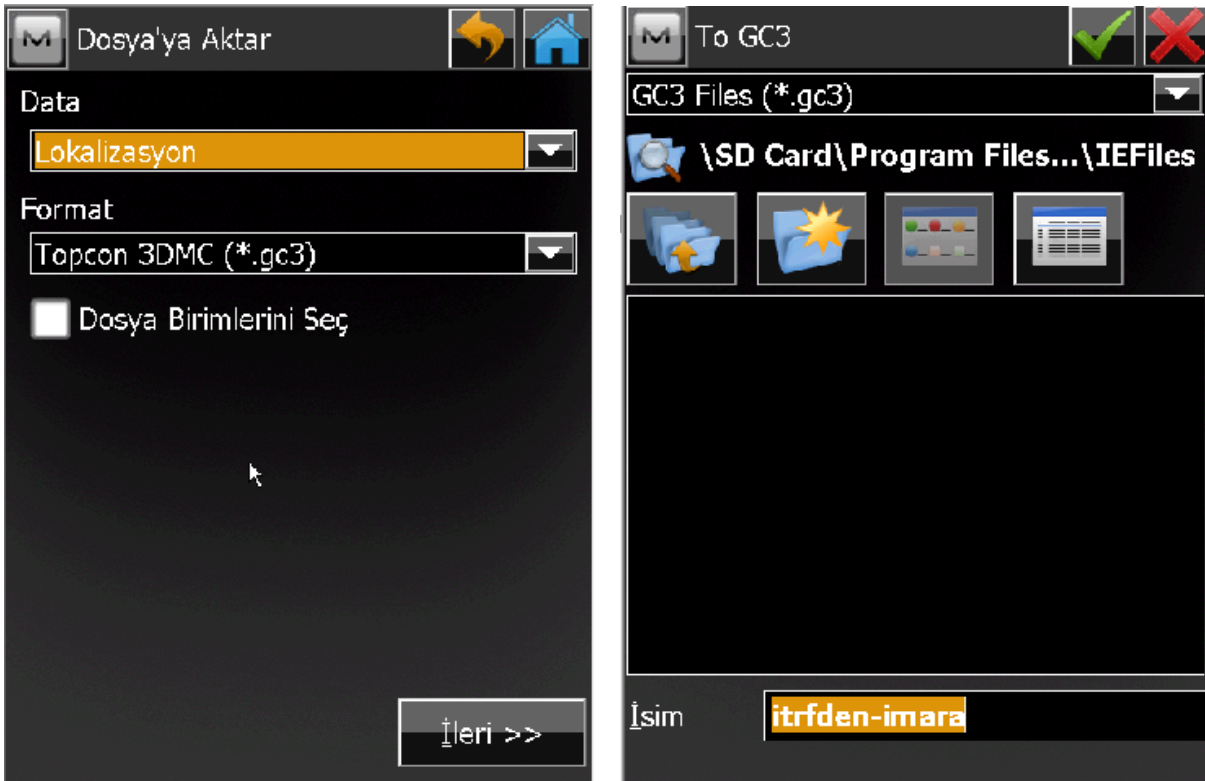 Dosya'ya Aktar
Data
Lokalizasyon
Format
Topcon 3DMC (*.gc3)
Dosya Birimlerini Seç
İleri >>
To GC3
GC3 Files (*.gc3)
\SD Card\Program Files...\IEFiles
İsim
itrfden-imara